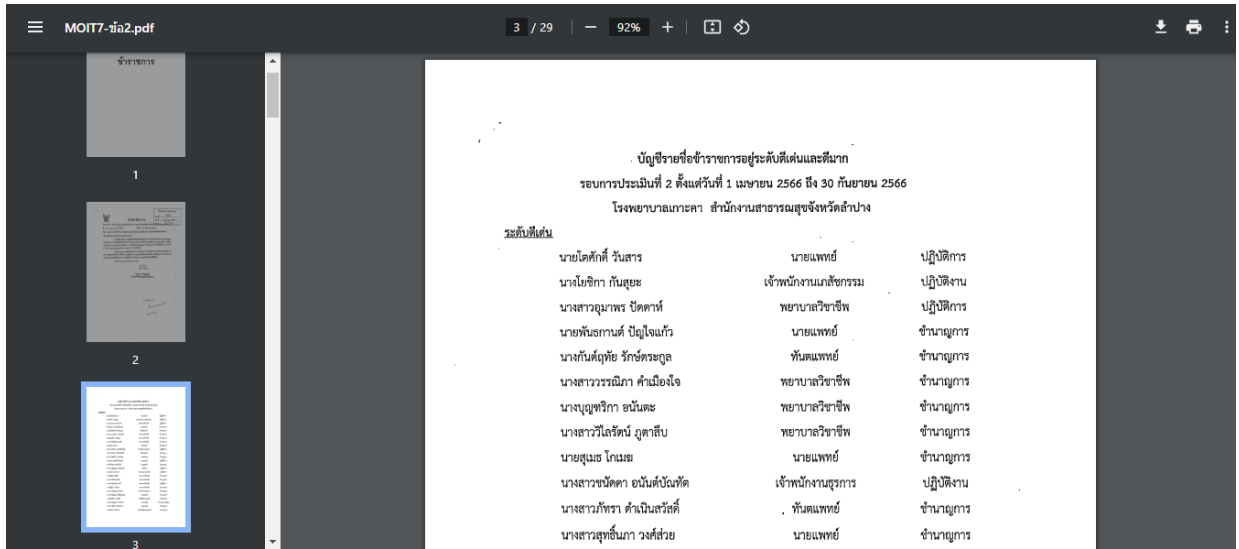 MOIT7-ข้อ2.pdf
3 / 29
92%
ข้าราชการ
1
2
3
บัญชีรายชื่อข้าราชการอยู่ระดับดีเด่นและดีมาก
รอบการประเมินที่ 2 ตั้งแต่วันที่ 1 เมษายน 2566 ถึง 30 กันยายน 2566
โรงพยาบาลเกาะคา สำนักงานสาธารณสุขจังหวัดลำปาง
ระดับดีเด่น
นายโตศักดิ์ วันสาร นายแพทย์ ปฏิบัติการ
นางโยชิกา กันสุยะ เจ้าพนักงานเภสัชกรรม ปฏิบัติงาน
นางสาวอุมาพร ปัดดาห์ พยาบาลวิชาชีพ ปฏิบัติการ
นายพันธกานต์ ปัญใจแก้ว นายแพทย์ ชำนาญการ
นางกันต์ฤทัย รักษ์ตระกูล ทันตแพทย์ ชำนาญการ
นางสาววรรณิภา คำเมืองใจ พยาบาลวิชาชีพ ชำนาญการ
นางบุญฑริกา อนันตะ พยาบาลวิชาชีพ ชำนาญการ
นางสาววิไลรัตน์ ภูตาสืบ พยาบาลวิชาชีพ ชำนาญการ
นายสุเมธ โกเมฆ นายแพทย์ ชำนาญการ
นางสาวชนัดดา อนันต์บัณฑัต เจ้าพนักงานธุรการ ปฏิบัติงาน
นางสาวภัทรา ดำเนินสวัสดิ์ ทันตแพทย์ ชำนาญการ
นางสาวสุทธิ์นภา วงศ์ส่วย นายแพทย์ ชำนาญการ